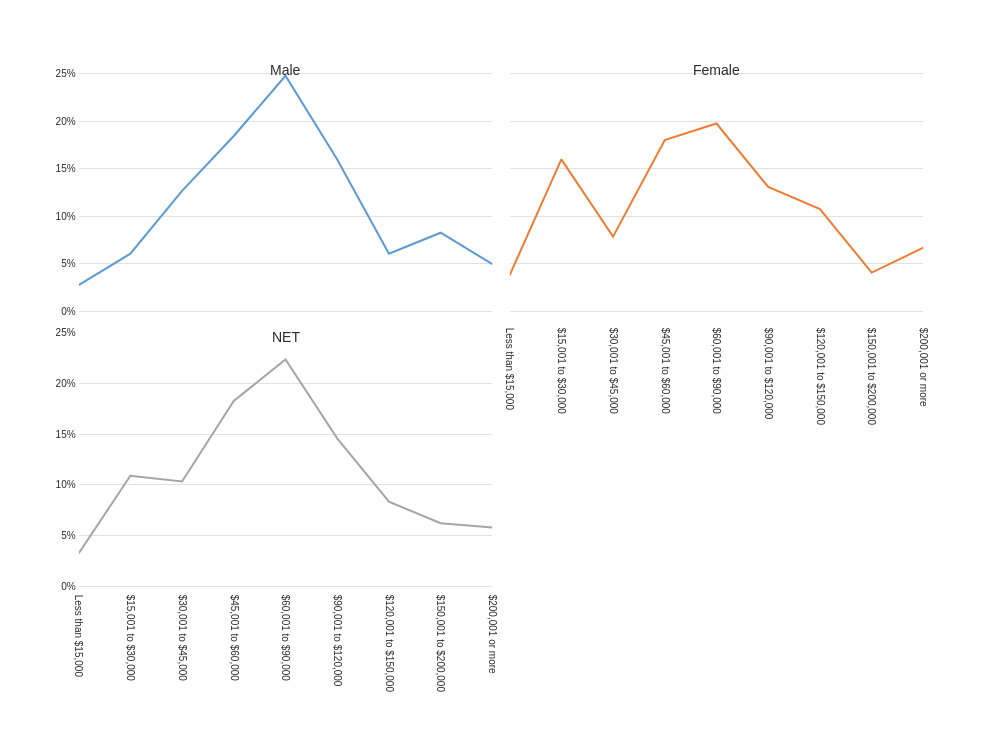 Male
25%
20%
15%
10%
5%
0%
Female
Less than $15,000
$15,001 to $30,000
$30,001 to $45,000
$45,001 to $60,000
$60,001 to $90,000
$90,001 to $120,000
$120,001 to $150,000
$150,001 to $200,000
$200,001 or more
NET
25%
20%
15%
10%
5%
0%
Less than $15,000
$15,001 to $30,000
$30,001 to $45,000
$45,001 to $60,000
$60,001 to $90,000
$90,001 to $120,000
$120,001 to $150,000
$150,001 to $200,000
$200,001 or more